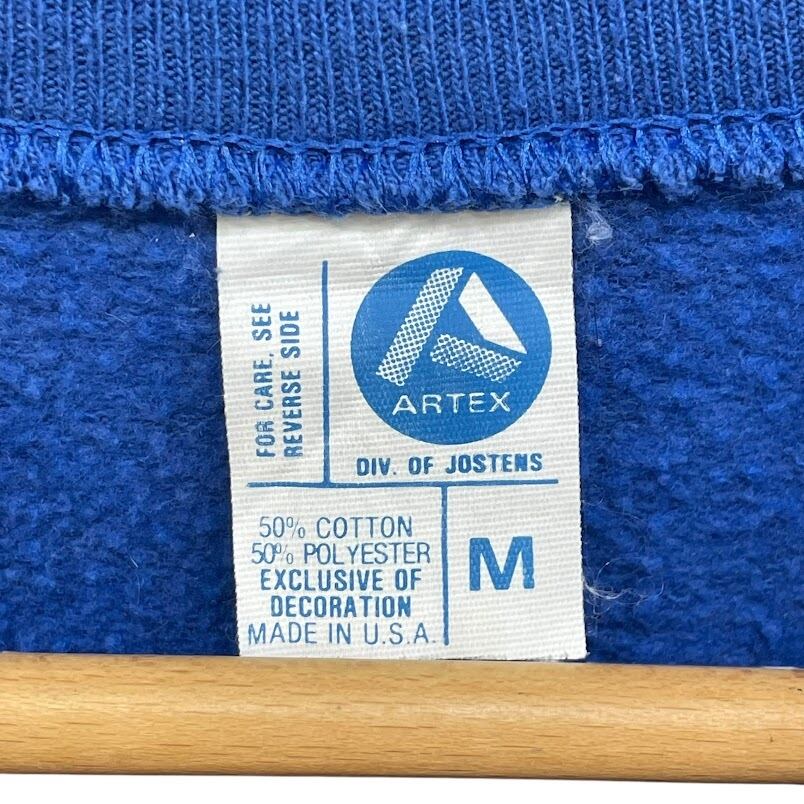 FOR CARE, SEE
REVERSE SIDE
ARTEX
DIV. OF JOSTENS
50% COTTON
50% POLYESTER
EXCLUSIVE OF
DECORATION
MADE IN U.S.A.
M